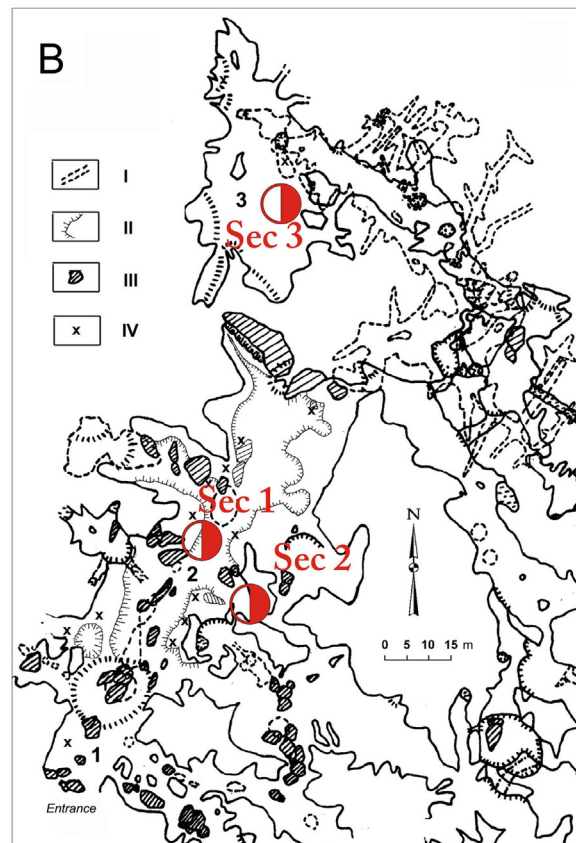 B
I
II
III
x IV
3
Sec 3
Sec 1
2
Sec 2
N
0 5 10 15 m
1
Entrance